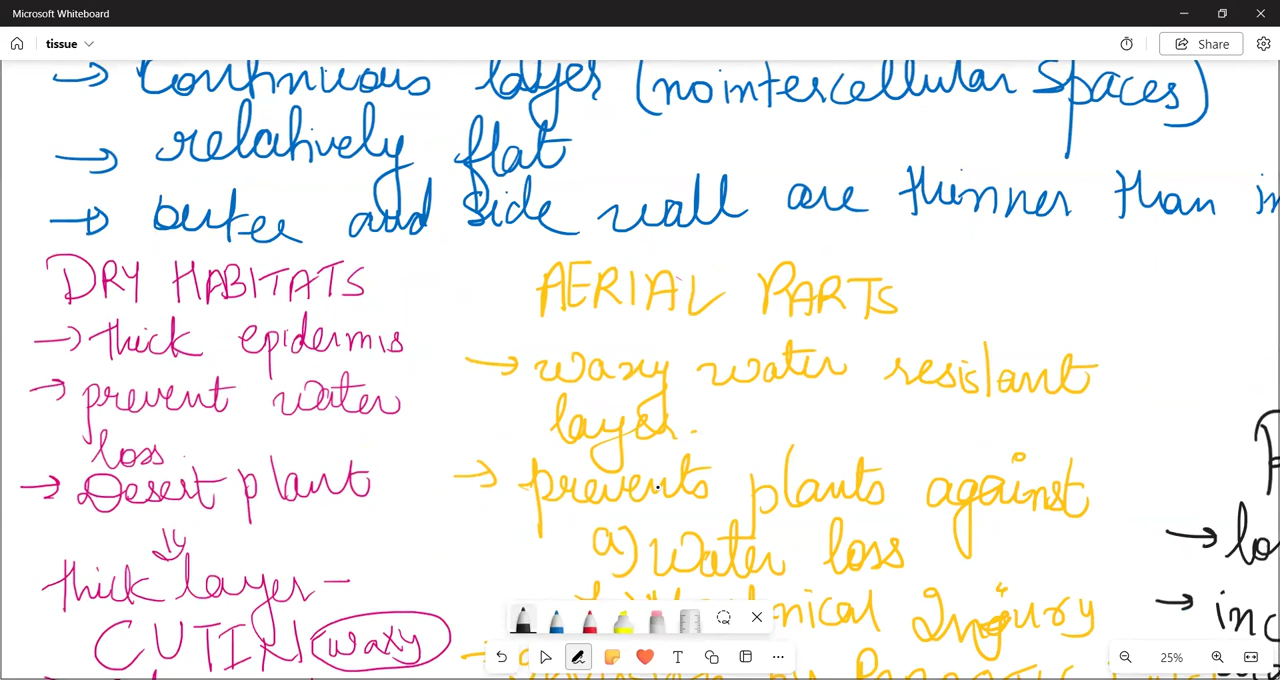 Microsoft Whiteboard
tissue
Share
→ Continuous layer (no intercellular Spaces)
→ relatively flat
→ outer and side wall are thinner than in
DRY HABITATS
→ thick epidermis
→ prevent water
loss
→ Desert plant
thick layer –
CUTIN (waxy
AERIAL PARTS
→ waxy water resistant
layer.
→ prevents plants against
a) Water loss
Injury
→ lo
→ inc
25%